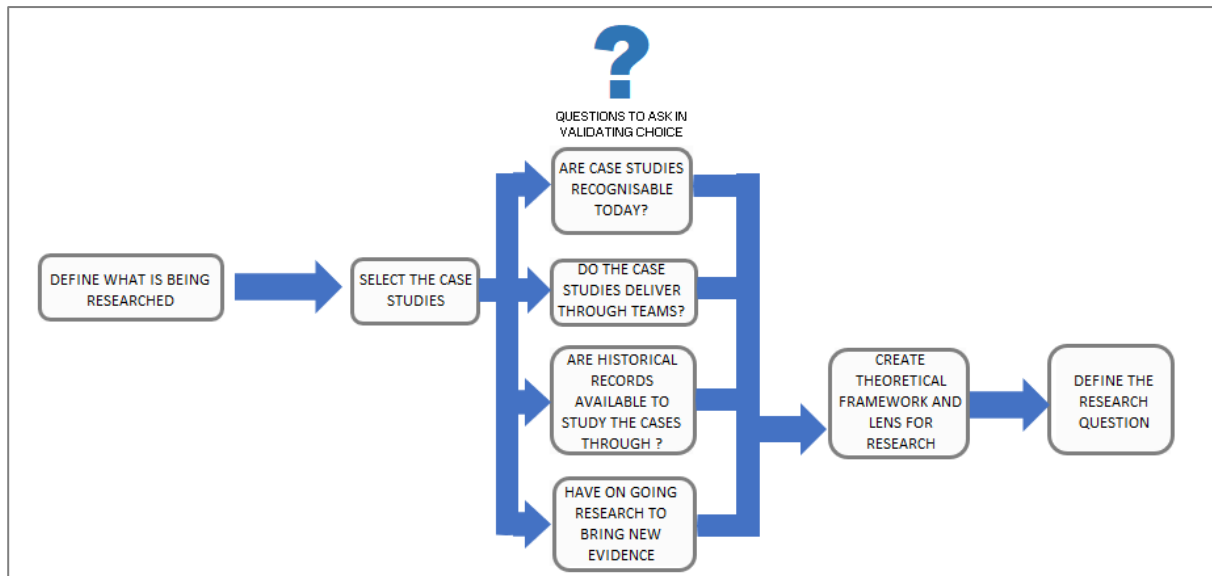 ?
QUESTIONS TO ASK IN
VALIDATING CHOICE
DEFINE WHAT IS BEING
RESEARCHED
SELECT THE CASE
STUDIES
ARE CASE STUDIES
RECOGNISABLE
TODAY?
DO THE CASE
STUDIES DELIVER
THROUGH TEAMS?
ARE HISTORICAL
RECORDS
AVAILABLE TO
STUDY THE CASES
THROUGH ?
HAVE ON GOING
RESEARCH TO
BRING NEW
EVIDENCE
CREATE
THEORETICAL
FRAMEWORK AND
LENS FOR
RESEARCH
DEFINE THE
RESEARCH
QUESTION